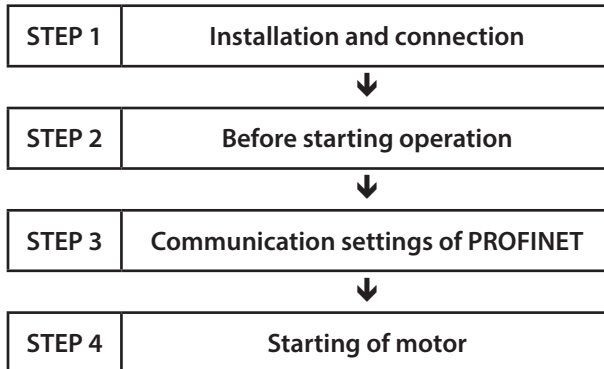 STEP 1 Installation and connection
STEP 2 Before starting operation
STEP 3 Communication settings of PROFINET
STEP 4 Starting of motor